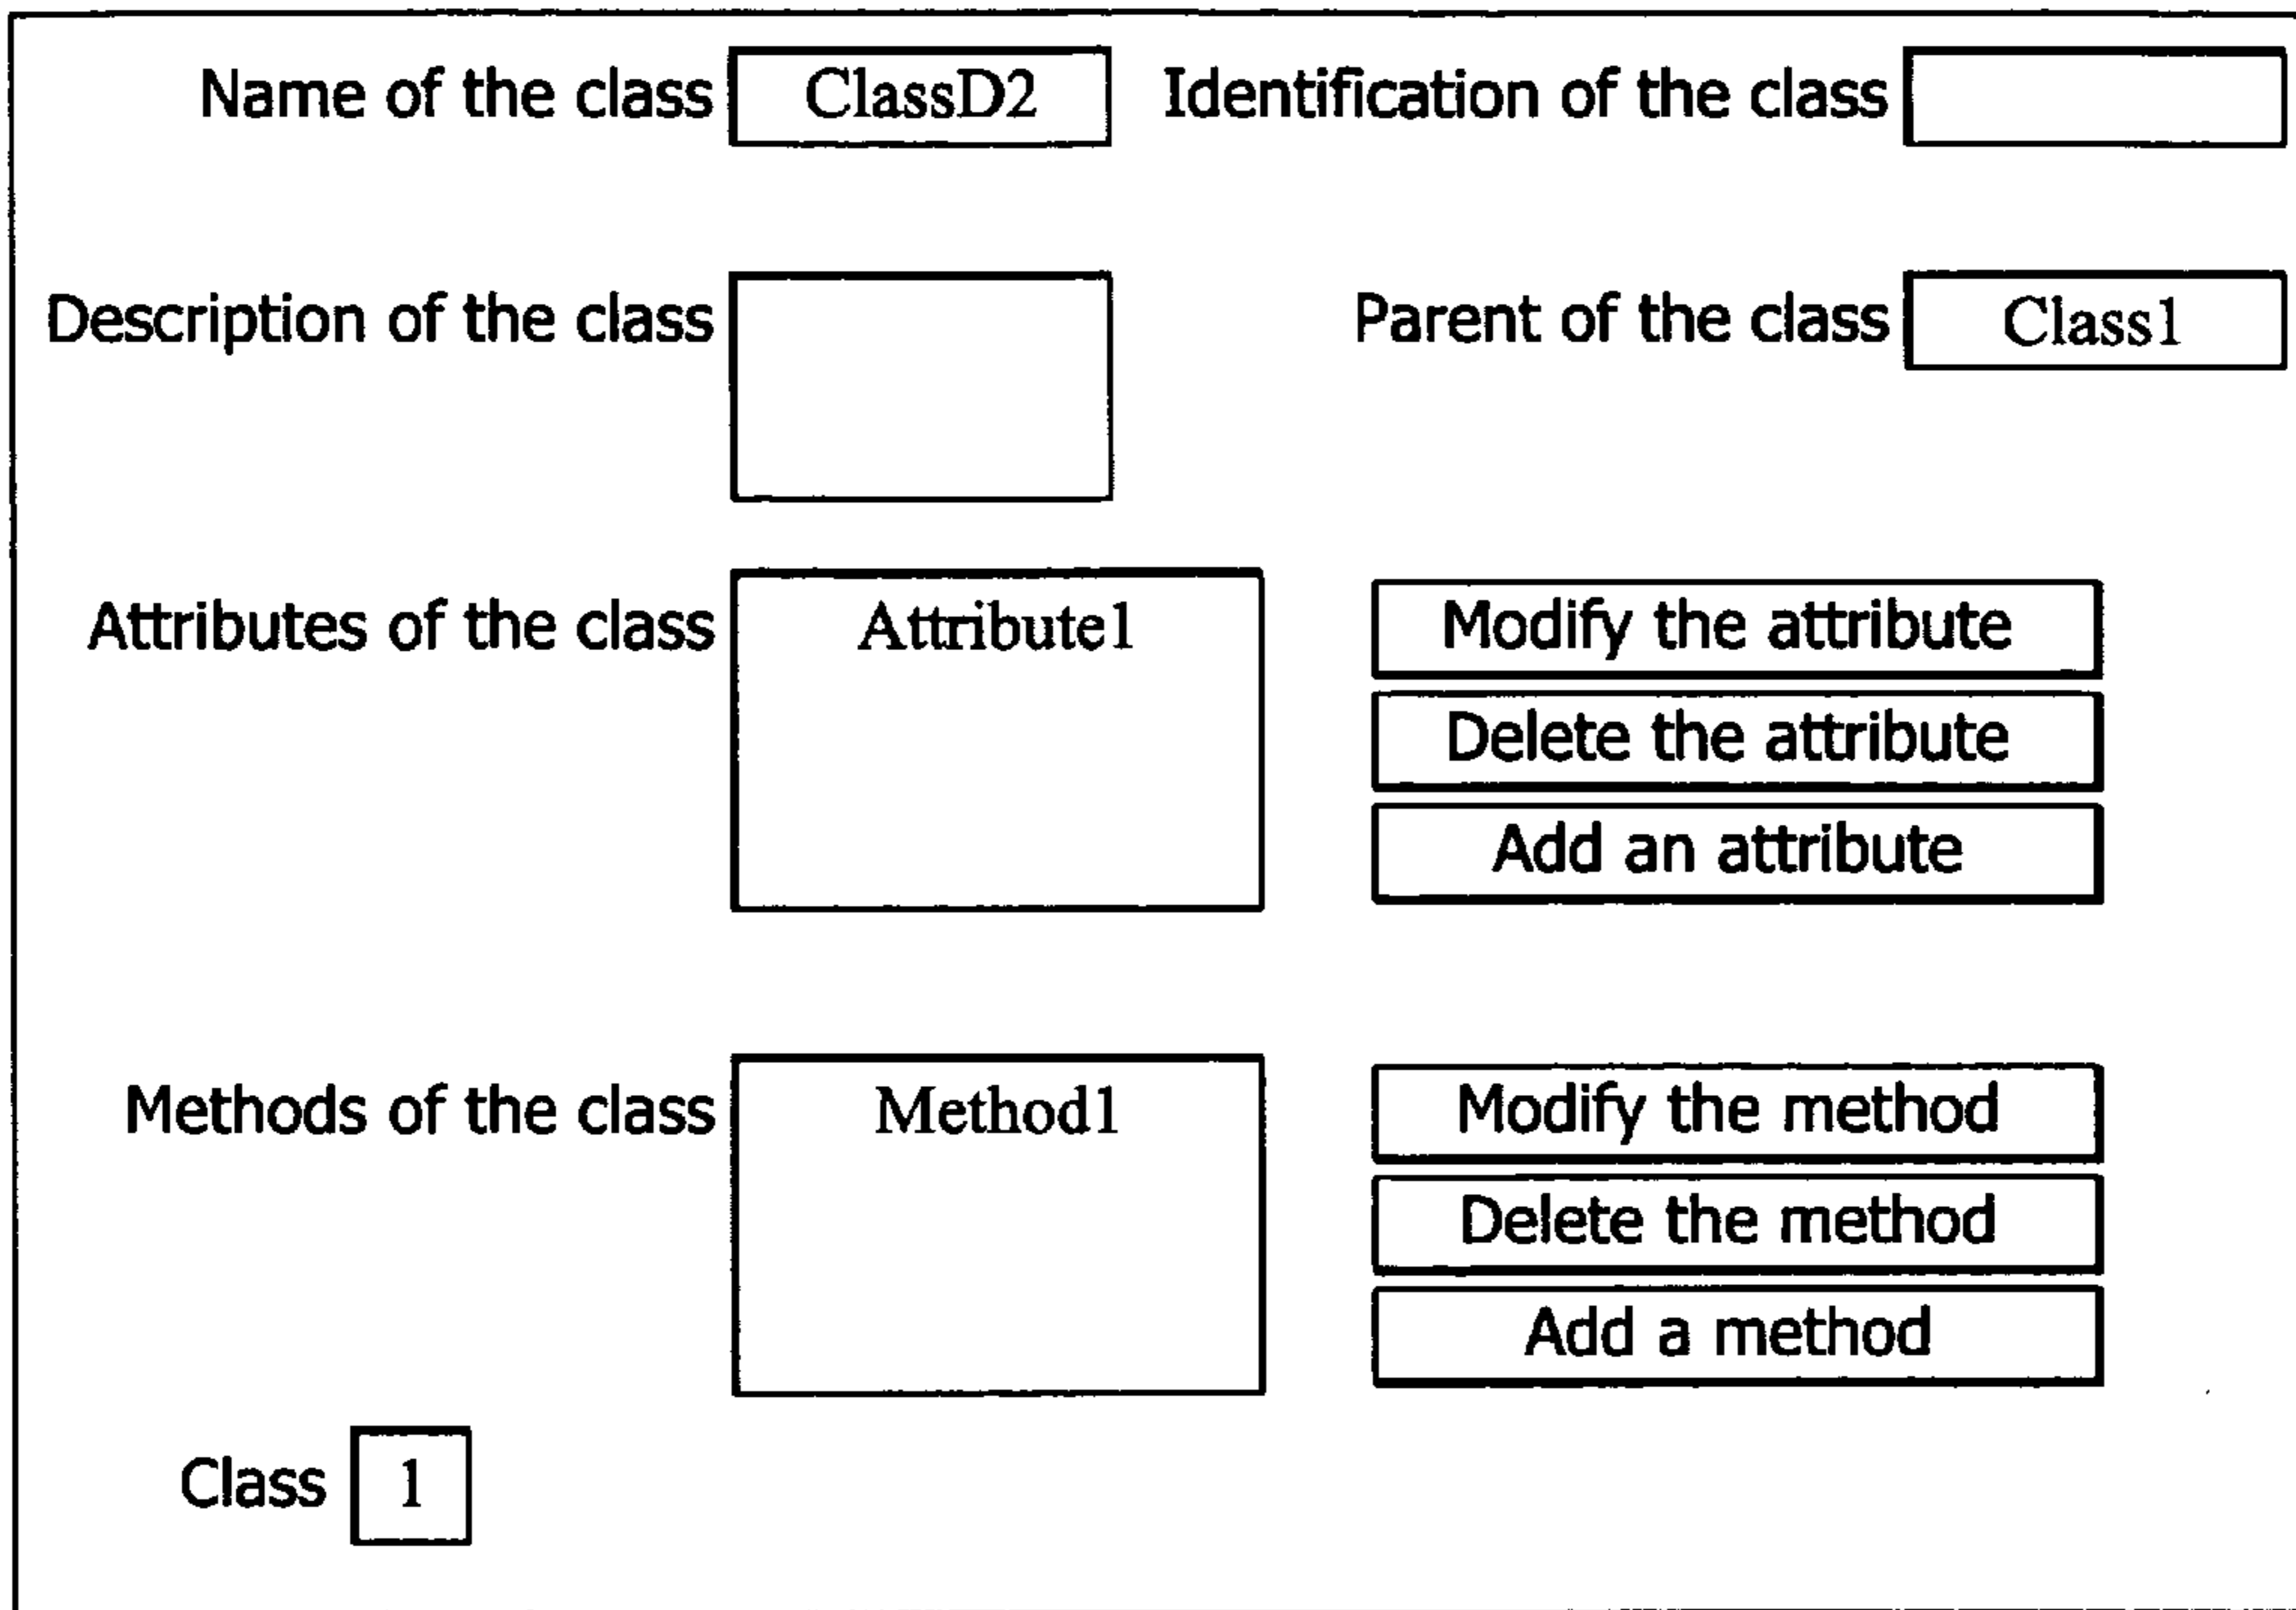 Name of the class ClassD2 Identification of the class
Description of the class Parent of the class Class1
Attributes of the class Attribute1 Modify the attribute
Delete the attribute
Add an attribute
Methods of the class Method1 Modify the method
Delete the method
Add a method
Class 1